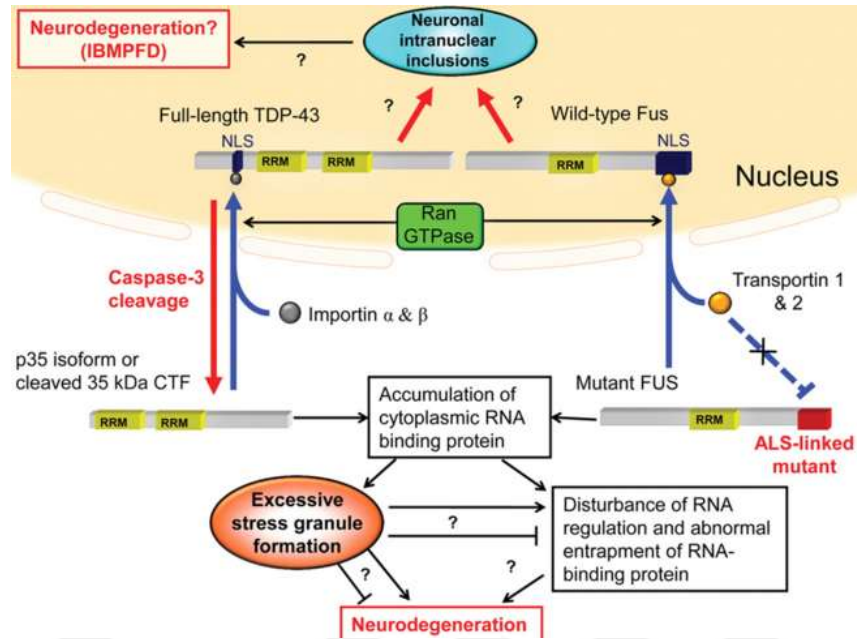 Neurodegeneration?
(IBMPFD)
?
Neuronal
intranuclear
inclusions
?
?
Full-length TDP-43
Wild-type Fus
NLS
RRM
RRM
NLS
RRM
Nucleus
Ran
GTPase
Caspase-3
cleavage
Importin α & β
Transportin 1
& 2
p35 isoform or
cleaved 35 kDa CTF
RRM
RRM
Accumulation of
cytoplasmic RNA
binding protein
Mutant FUS
RRM
ALS-linked
mutant
Excessive
stress granule
formation
?
Disturbance of RNA
regulation and abnormal
entrapment of RNA-
binding protein
?
?
Neurodegeneration